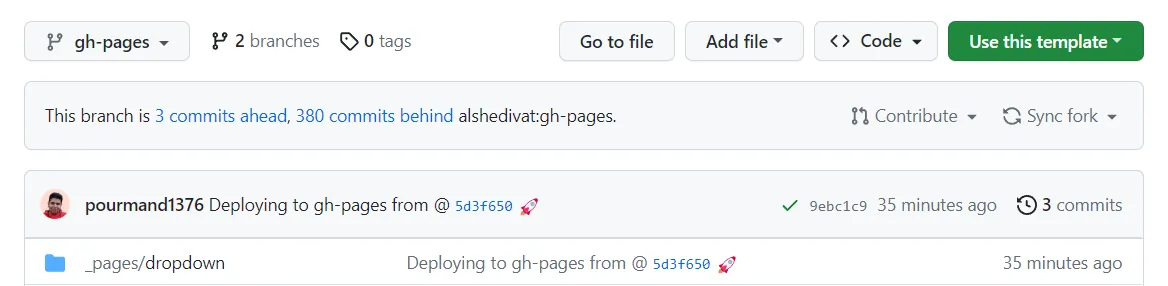 gh-pages 2 branches 0 tags Go to file Add file Code Use this template
This branch is 3 commits ahead, 380 commits behind alshedivat:gh-pages. Contribute Sync fork
pourmand1376 Deploying to gh-pages from @ 5d3f650 🚀 9ebc1c9 35 minutes ago 3 commits
_pages/dropdown Deploying to gh-pages from @ 5d3f650 🚀 35 minutes ago